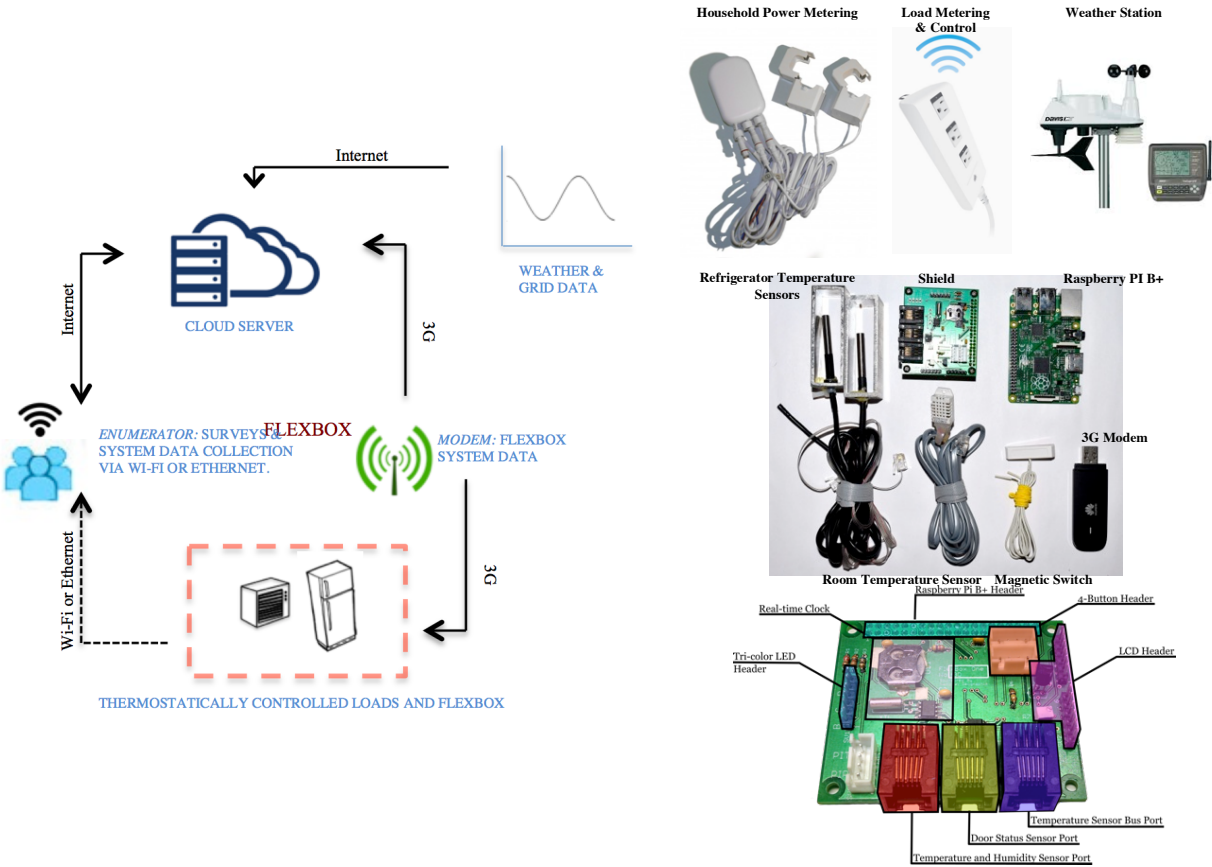 Internet
WEATHER &
GRID DATA
CLOUD SERVER
Internet
3G
FLEXBOX
ENUMERATOR: SURVEYS &
SYSTEM DATA COLLECTION
VIA WI-FI OR ETHERNET.
MODEM: FLEXBOX
SYSTEM DATA
Wi-Fi or Ethernet
3G
THERMOSTATICALLY CONTROLLED LOADS AND FLEXBOX
Household Power Metering
Load Metering
& Control
Weather Station
DAVIS
Refrigerator Temperature
Sensors
Shield
Raspberry PI B+
3G Modem
Room Temperature Sensor
Magnetic Switch
Raspberry Pi B+ Header
Real-time Clock
4-Button Header
Tri-color LED
Header
LCD Header
Temperature Sensor Bus Port
Door Status Sensor Port
Temperature and Humidity Sensor Port